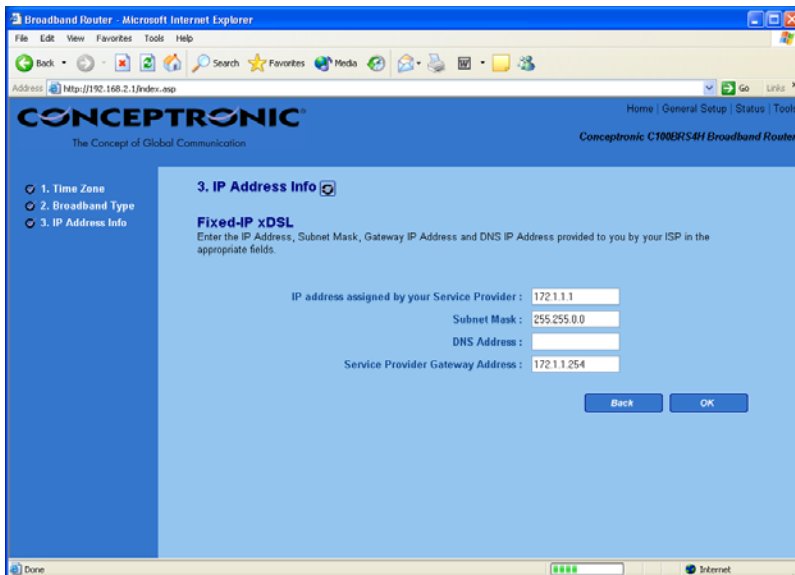 Broadband Router - Microsoft Internet Explorer
File Edit View Favorites Tools Help
Back Search Favorites Media
Address http://192.168.2.1/index.asp Go Links
CONCEPTRONIC
The Concept of Global Communication
Home | General Setup | Status | Tools
Conceptronic C100BRS4H Broadband Router
1. Time Zone
2. Broadband Type
3. IP Address Info
3. IP Address Info
Fixed-IP xDSL
Enter the IP Address, Subnet Mask, Gateway IP Address and DNS IP Address provided to you by your ISP in the
appropriate fields.
IP address assigned by your Service Provider : 172.1.1.1
Subnet Mask : 255.255.0.0
DNS Address :
Service Provider Gateway Address : 172.1.1.254
Back OK
Done Internet